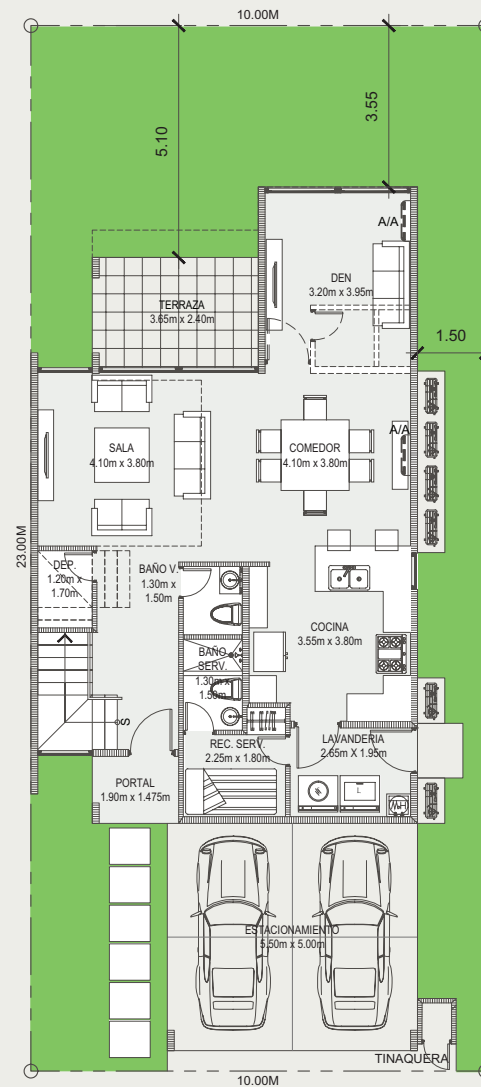 10.00M
5.10
3.55
A/A
DEN
3.20m x 3.95m
TERRAZA
3.65m x 2.40m
1.50
SALA
4.10m x 3.80m
COMEDOR
4.10m x 3.80m
A/A
23.00M
DEP.
1.20m x
1.70m
BAÑO V.
1.30m x
1.50m
COCINA
3.55m x 3.80m
BAÑO
SERV.
1.30m x
1.50m
S
REC. SERV.
2.25m x 1.80m
LAVANDERIA
2.65m X 1.95m
PORTAL
1.90m x 1.475m
L
WH
ESTACIONAMIENTO
5.50m x 5.00m
TINAQUERA
10.00M